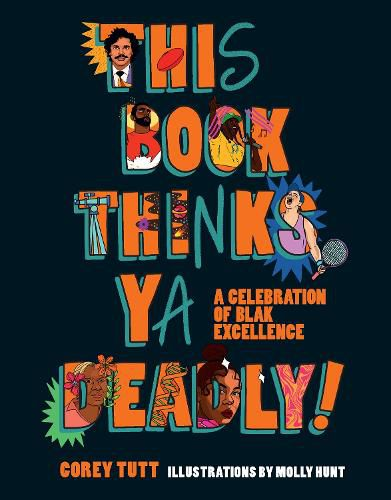 THIS
BOOK
THINKS
YA
A CELEBRATION
OF BLAK
EXCELLENCE
DEADLY!
COREY TUTT ILLUSTRATIONS BY MOLLY HUNT